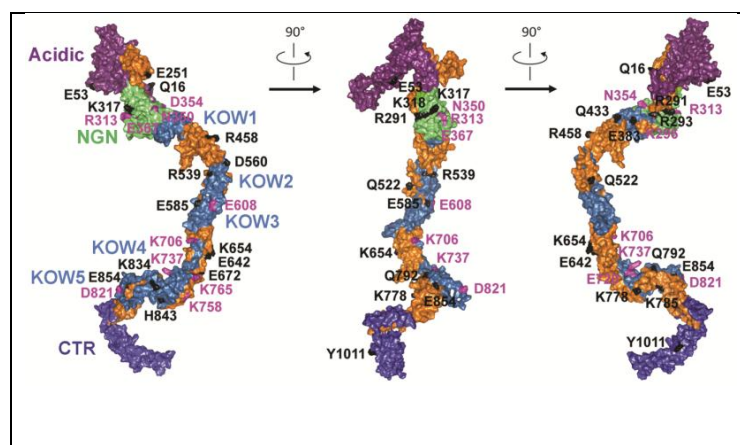 90°
90°
Acidic
E251
Q16
E53
K317
D354
R313
KOW1
NGN
R458
D560
R539
KOW2
E585
E608
KOW3
K706
KOW4
K654
K737
E642
K834
KOW5
E854
E672
K765
D821
K758
H843
CTR
E53
K317
K318
N350
R291
R313
E367
R539
Q522
E585
E608
K706
K654
K737
Q792
K778
E854
D821
Y1011
Q16
E53
N354
R291
R313
Q433
R293
E383
R458
Q522
K706
K654
K737
Q792
E642
E854
D821
K778
K785
Y1011